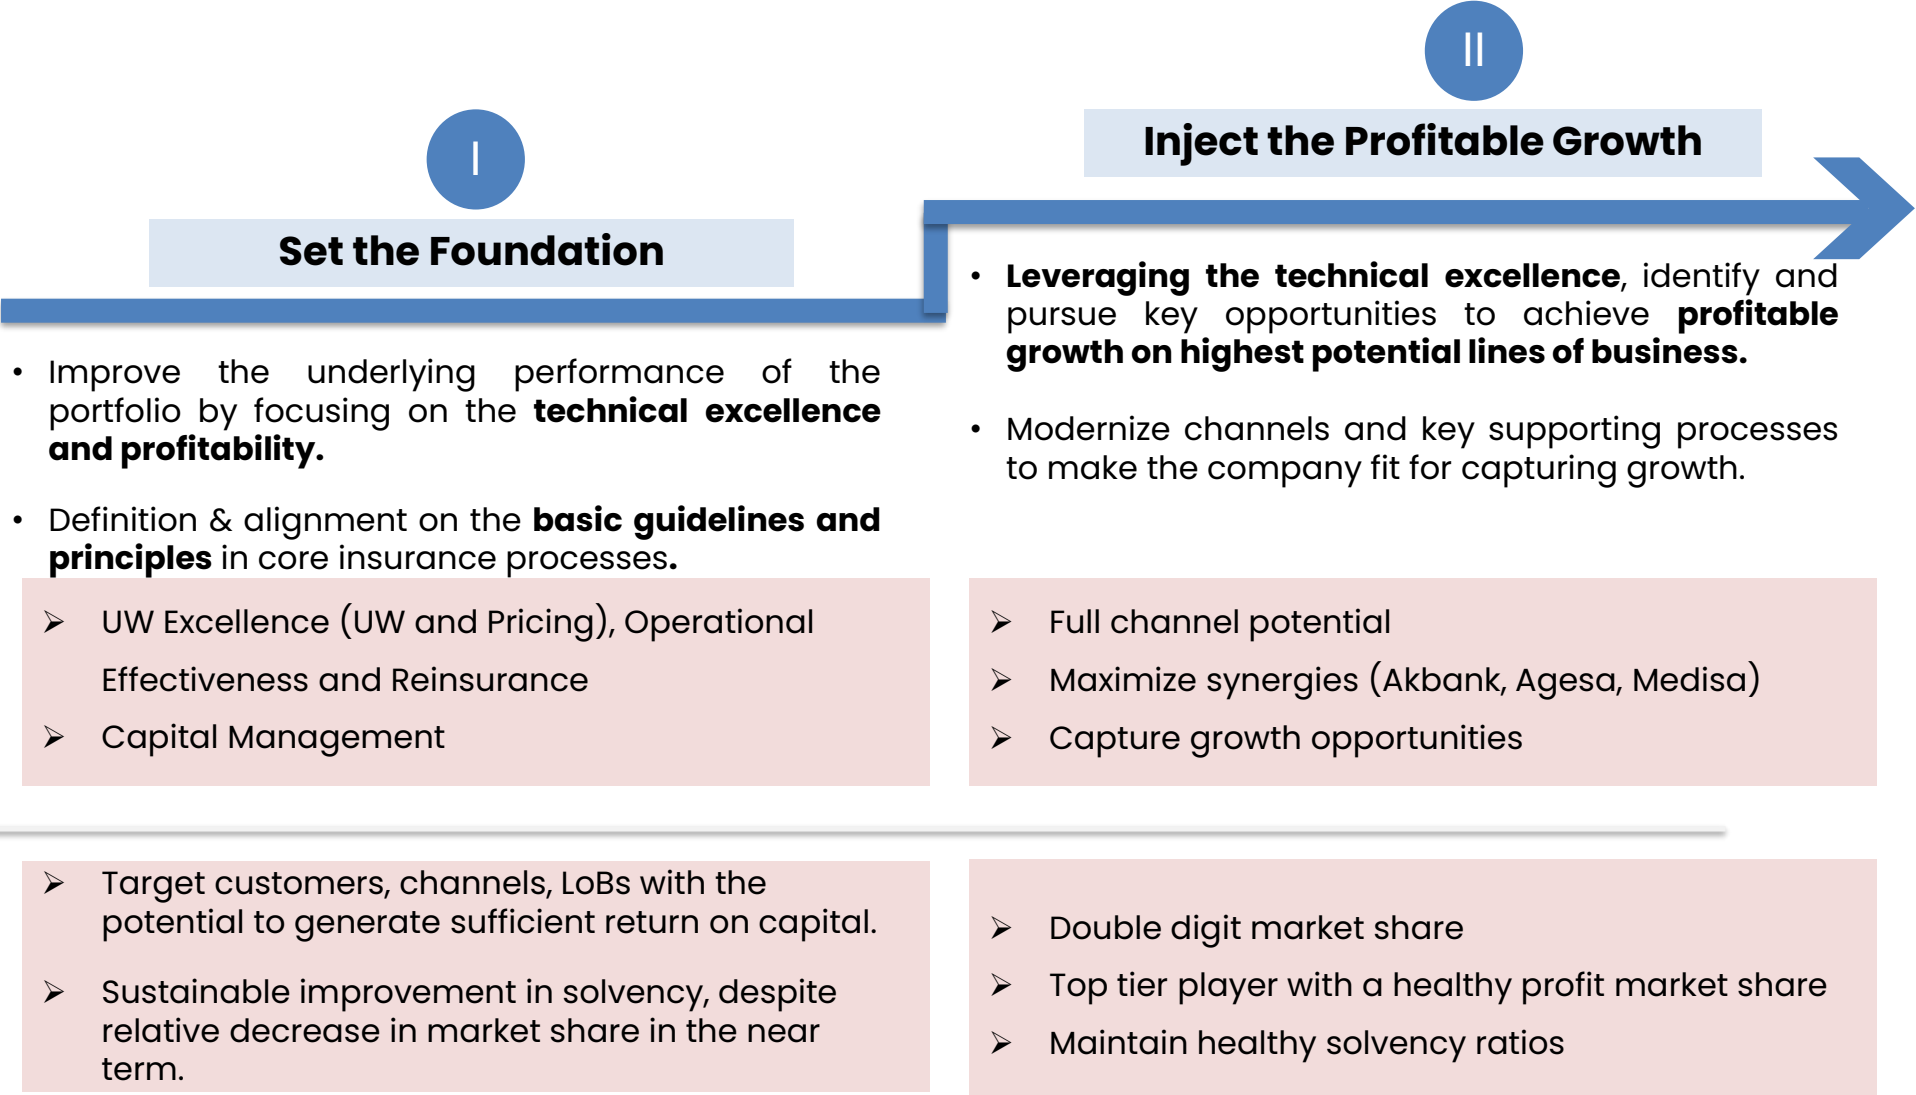 I
Set the Foundation
• Improve the underlying performance of the
portfolio by focusing on the technical excellence
and profitability.
• Definition & alignment on the basic guidelines and
principles in core insurance processes.
➢ UW Excellence (UW and Pricing), Operational
Effectiveness and Reinsurance
➢ Capital Management
➢ Target customers, channels, LoBs with the
potential to generate sufficient return on capital.
➢ Sustainable improvement in solvency, despite
relative decrease in market share in the near
term.
II
Inject the Profitable Growth
• Leveraging the technical excellence, identify and
pursue key opportunities to achieve profitable
growth on highest potential lines of business.
• Modernize channels and key supporting processes
to make the company fit for capturing growth.
➢ Full channel potential
➢ Maximize synergies (Akbank, Agesa, Medisa)
➢ Capture growth opportunities
➢ Double digit market share
➢ Top tier player with a healthy profit market share
➢ Maintain healthy solvency ratios